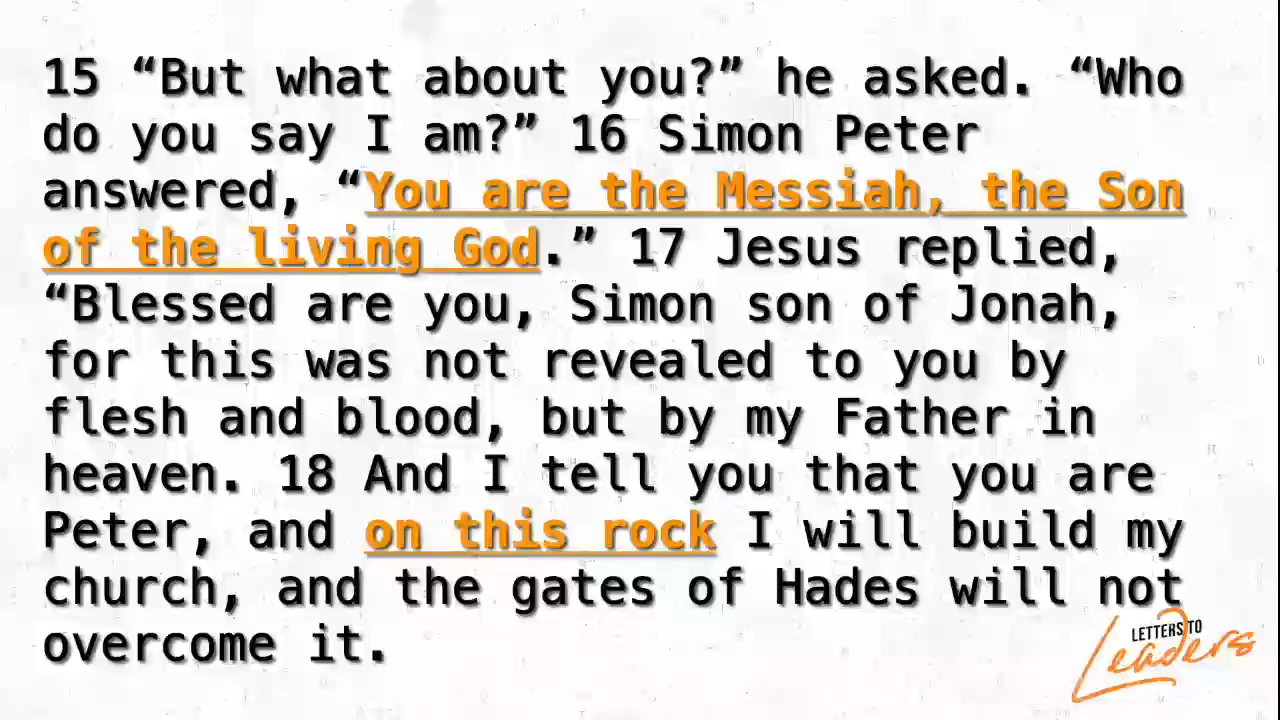 15 “But what about you?” he asked. “Who
do you say I am?” 16 Simon Peter
answered, “You are the Messiah, the Son
of the living God.” 17 Jesus replied,
“Blessed are you, Simon son of Jonah,
for this was not revealed to you by
flesh and blood, but by my Father in
heaven. 18 And I tell you that you are
Peter, and on this rock I will build my
church, and the gates of Hades will not
overcome it.
LETTERS TO
Leaders